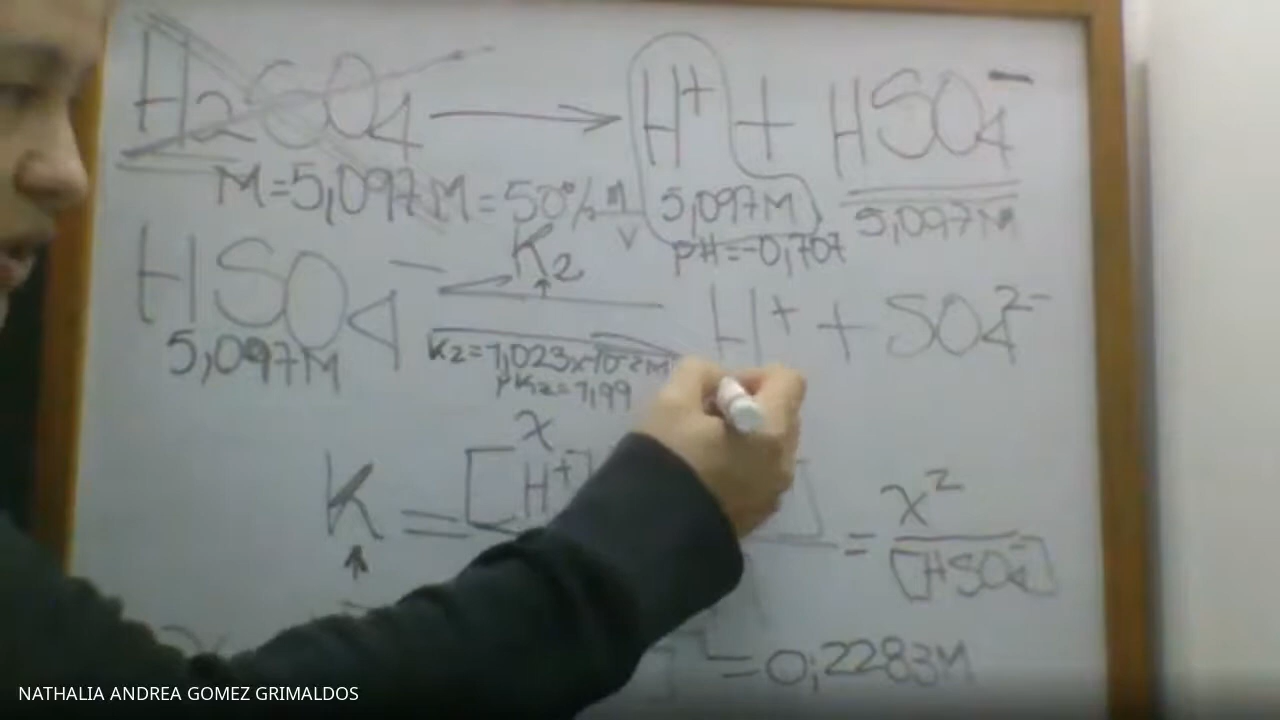 H2SO4 → H+ + HSO4-
M=5,097M=50% m/v 5,097M 5,097M
pH=-0,707
HSO4- K2 H+ + SO4 2-
5,097M K2=1,023x10-2M
pK2=1,99
x
K = [H+] = x2/[HSO4-]
=0,2283M
NATHALIA ANDREA GOMEZ GRIMALDOS